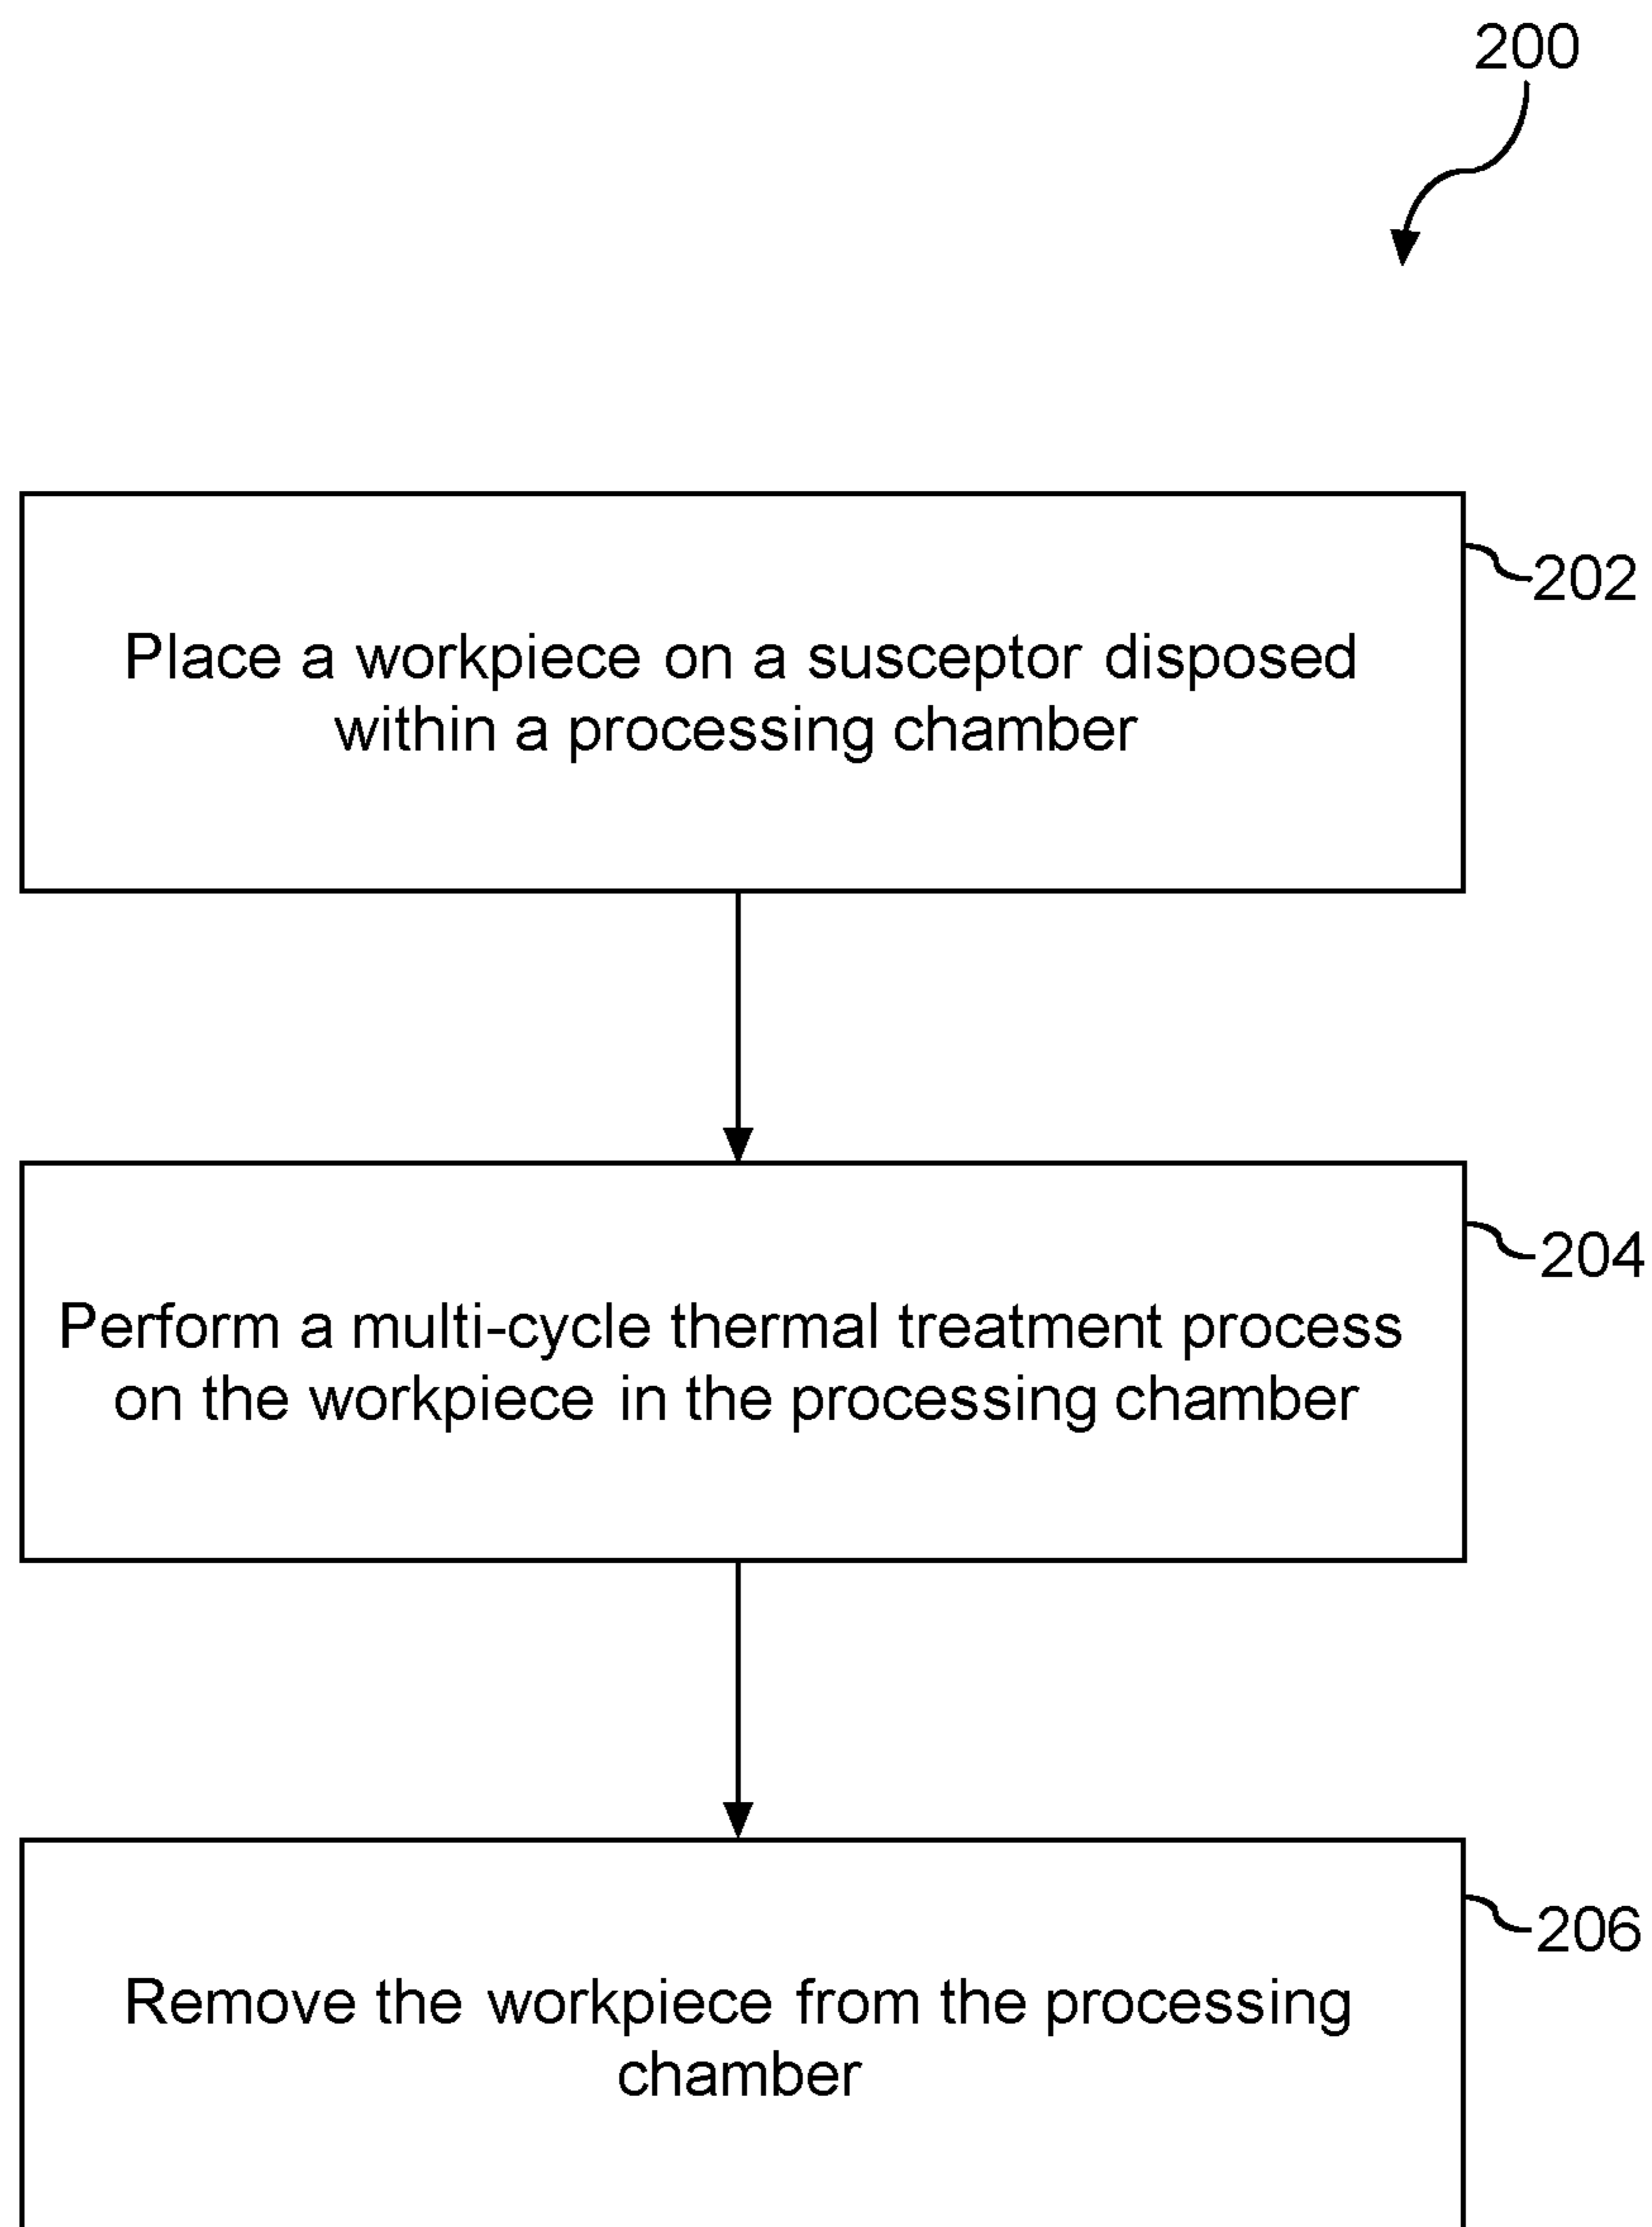 200
Place a workpiece on a susceptor disposed
within a processing chamber
202
Perform a multi-cycle thermal treatment process
on the workpiece in the processing chamber
204
Remove the workpiece from the processing
chamber
206